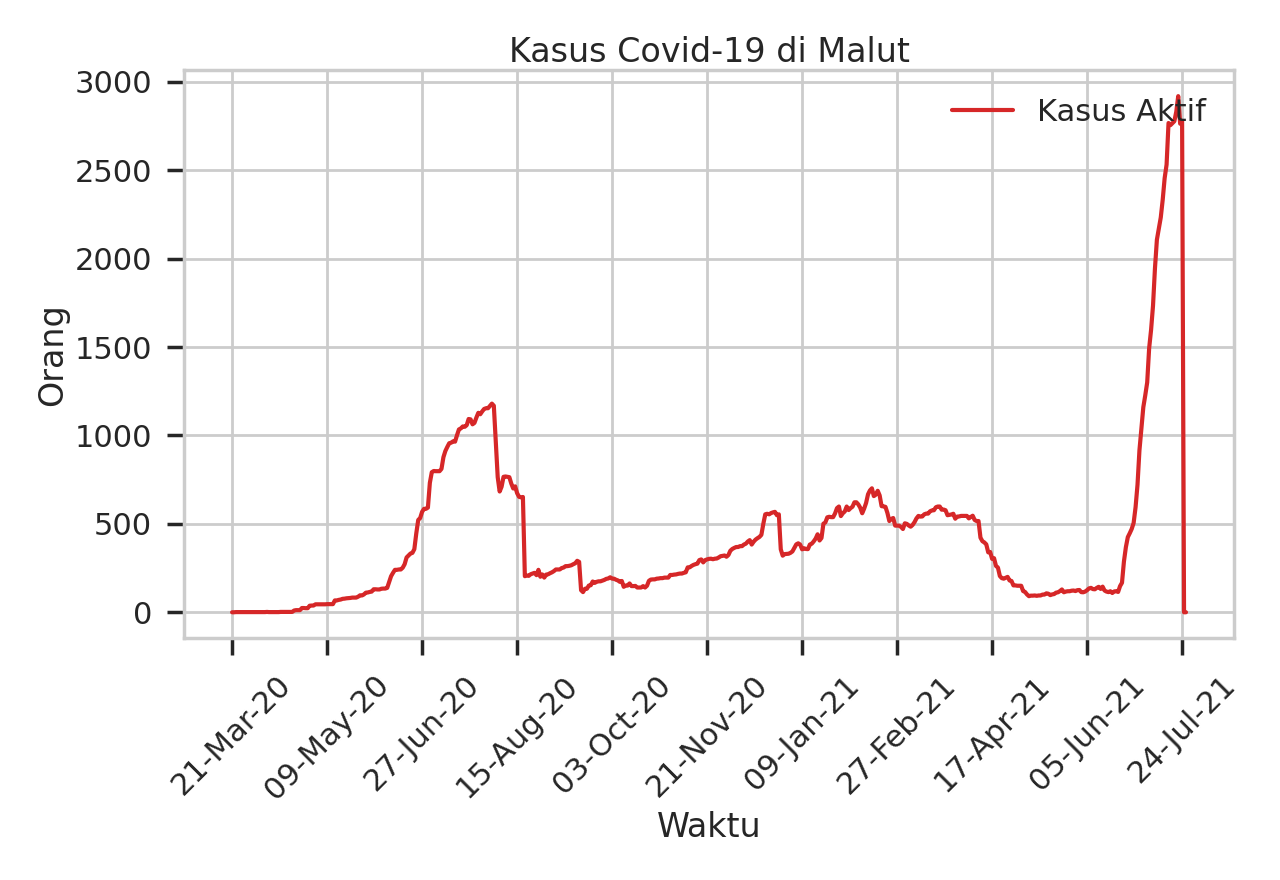 Kasus Covid-19 di Malut
Kasus Aktif
3000
2500
2000
1500
1000
500
0
Orang
21-Mar-20
09-May-20
27-Jun-20
15-Aug-20
03-Oct-20
21-Nov-20
09-Jan-21
27-Feb-21
17-Apr-21
05-Jun-21
24-Jul-21
Waktu